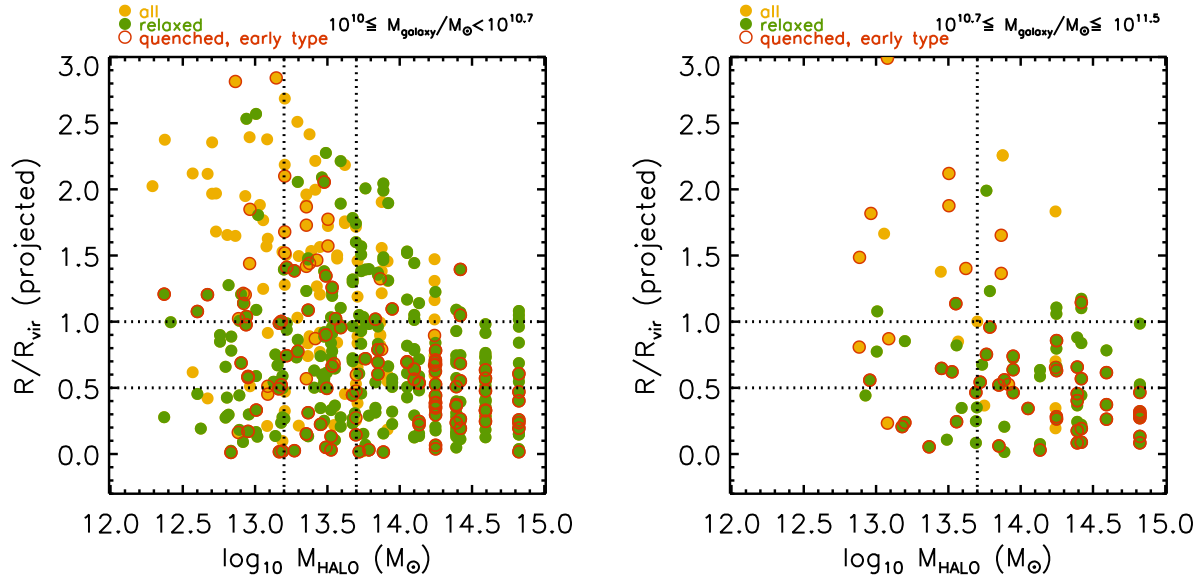 all
relaxed
quenched, early type
10^10 ≦ M_galaxy/M_⊙ < 10^10.7
3.0
2.5
2.0
1.5
1.0
0.5
0.0
R/R_vir (projected)
12.0 12.5 13.0 13.5 14.0 14.5 15.0
log_10 M_HALO (M_⊙)
all
relaxed
quenched, early type
10^10.7 ≦ M_galaxy/M_⊙ ≦ 10^11.5
3.0
2.5
2.0
1.5
1.0
0.5
0.0
R/R_vir (projected)
12.0 12.5 13.0 13.5 14.0 14.5 15.0
log_10 M_HALO (M_⊙)